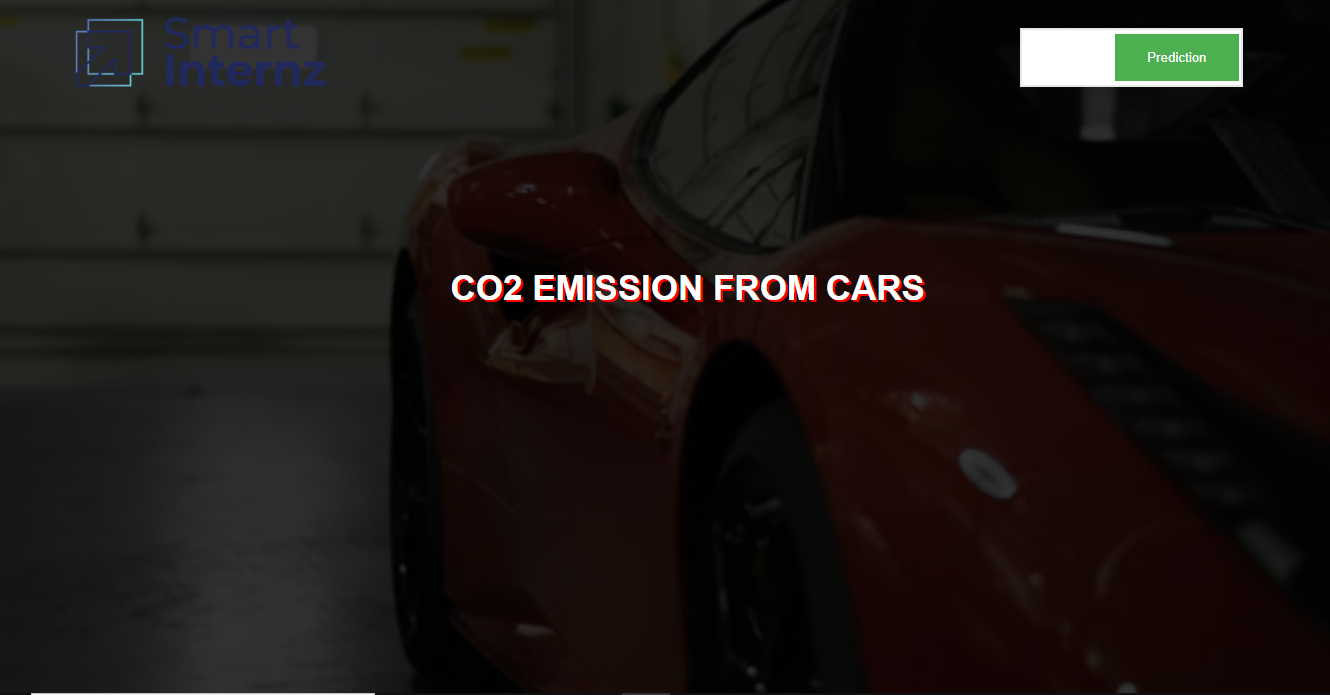 Smart
Internz
Prediction
CO2 EMISSION FROM CARS